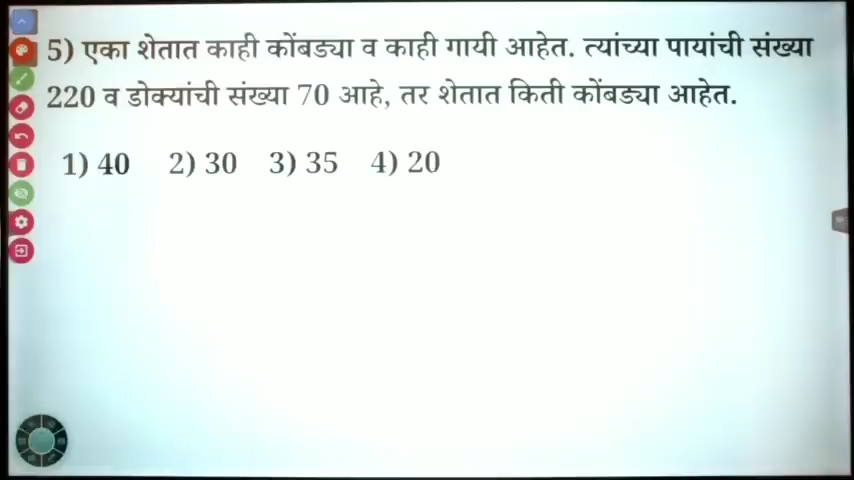 5) एका शेतात काही कोंबड्या व काही गायी आहेत. त्यांच्या पायांची संख्या
220 व डोक्यांची संख्या 70 आहे, तर शेतात किती कोंबड्या आहेत.
1) 40 2) 30 3) 35 4) 20